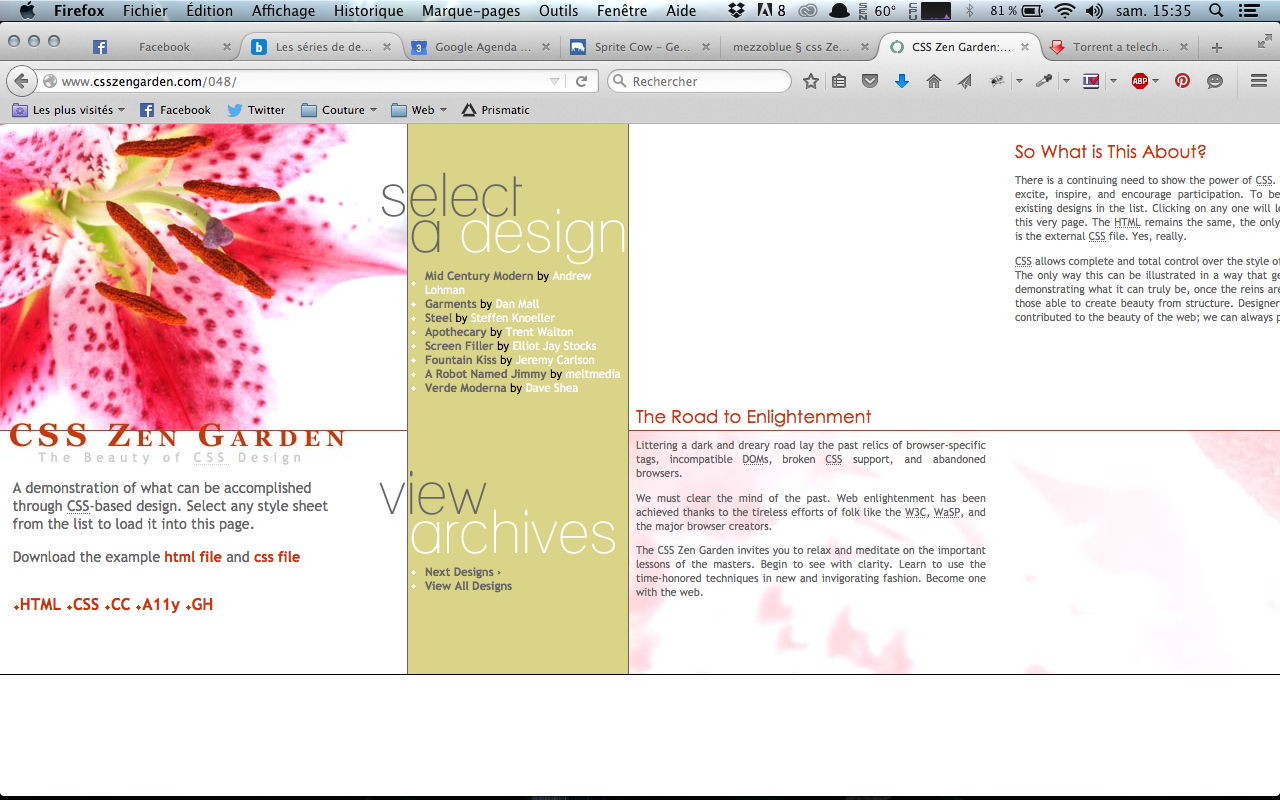 Firefox Fichier Édition Affichage Historique Marque-pages Outils Fenêtre Aide 8 60° 81 % sam. 15:35
Facebook Les séries de de... Google Agenda ... Sprite Cow – Ge... mezzoblue § css Ze... CSS Zen Garden:... Torrent a telech...
www.csszengarden.com/048/ Rechercher ABP
Les plus visités Facebook Twitter Couture Web Prismatic
select
a design
Mid Century Modern by Andrew
Lohman
Garments by Dan Mall
Steel by Steffen Knoeller
Apothecary by Trent Walton
Screen Filler by Elliot Jay Stocks
Fountain Kiss by Jeremy Carlson
A Robot Named Jimmy by meltmedia
Verde Moderna by Dave Shea
So What is This About?
There is a continuing need to show the power of CSS.
excite, inspire, and encourage participation. To be
existing designs in the list. Clicking on any one will l
this very page. The HTML remains the same, the only
is the external CSS file. Yes, really.
CSS allows complete and total control over the style of
The only way this can be illustrated in a way that ge
demonstrating what it can truly be, once the reins are
those able to create beauty from structure. Designer
contributed to the beauty of the web; we can always p
CSS Zen Garden
The Beauty of CSS Design
A demonstration of what can be accomplished
through CSS-based design. Select any style sheet
from the list to load it into this page.
Download the example html file and css file
HTML CSS CC A11y GH
view
archives
Next Designs ›
View All Designs
The Road to Enlightenment
Littering a dark and dreary road lay the past relics of browser-specific
tags, incompatible DOMs, broken CSS support, and abandoned
browsers.
We must clear the mind of the past. Web enlightenment has been
achieved thanks to the tireless efforts of folk like the W3C, WaSP, and
the major browser creators.
The CSS Zen Garden invites you to relax and meditate on the important
lessons of the masters. Begin to see with clarity. Learn to use the
time-honored techniques in new and invigorating fashion. Become one
with the web.